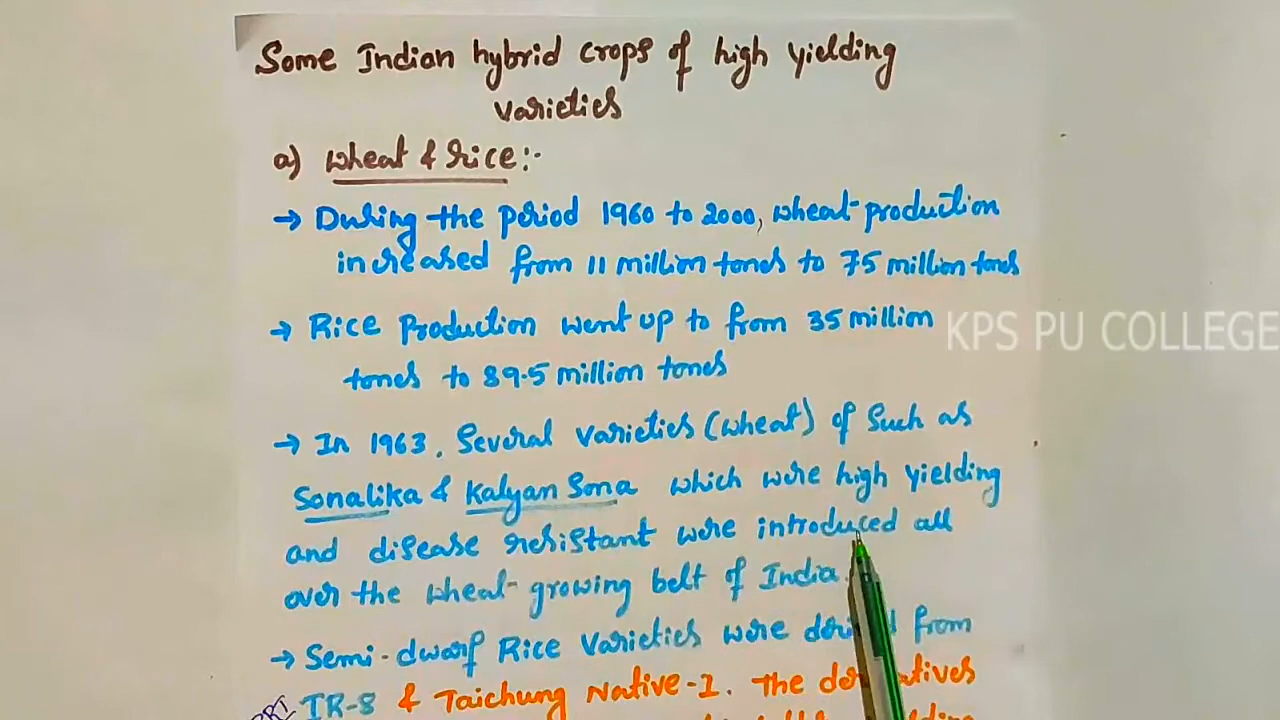 Some Indian hybrid crops of high yielding
varieties
a) wheat & rice:-
→ During the period 1960 to 2000, wheat production
increased from 11 million tones to 75 million tones
→ Rice production went up to from 35 million
tones to 89.5 million tones
KPS PU COLLEGE
→ In 1963, Several varieties (wheat) of such as
Sonalika & Kalyan Sona which were high yielding
and disease resistant were introduced all
over the wheat-growing belt of India.
→ Semi-dwarf Rice varieties were from
IR-8 & Taichung Native-1. The